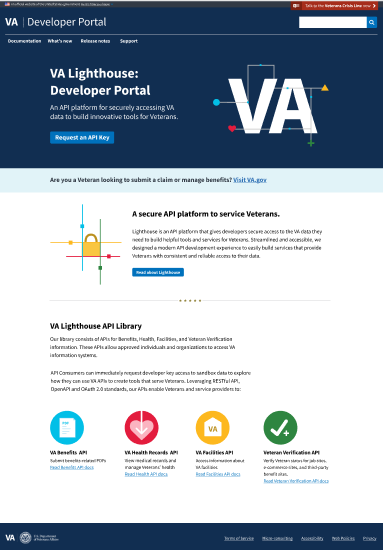 Talk to the Veterans Crisis Line now
VA | Developer Portal
Documentation What's new Release notes Support
VA Lighthouse:
Developer Portal
An API platform for securely accessing VA
data to build innovative tools for Veterans.
Request an API Key
VA
Are you a Veteran looking to submit a claim or manage benefits? Visit VA.gov
A secure API platform to service Veterans.
Lighthouse is an API platform that gives developers secure access to the VA data they
need to build helpful tools and services for Veterans. Streamlined and accessible, we
designed a modern API development experience to easily build services that provide
Veterans with consistent and reliable access to their data.
Read about Lighthouse
VA Lighthouse API Library
Our library consists of APIs for Benefits, Health, Facilities, and Veteran Verification
information. These APIs allow approved individuals and organizations to access VA
information systems.
API Consumers can immediately request developer key access to sandbox data to explore
how they can use VA APIs to create tools that serve Veterans. Leveraging RESTful API,
OpenAPI and OAuth 2.0 standards, our APIs enable Veterans and service providers to:
VA
VA Benefits API
Submit benefits-related PDFs
Read Benefits API docs
VA Health Records API
View medical records and
manage Veterans' health
Read Health API docs
VA Facilities API
Access information about
VA facilities.
Read Facilities API docs
Veteran Verification API
Verify Veteran status for job sites,
e-commerce-sites, and third-party
benefit sites.
Read Veteran Verification API docs
VA
U.S. Department
of Veterans Affairs
Terms of Service Micro-consulting Accessibility Web Policies Privacy